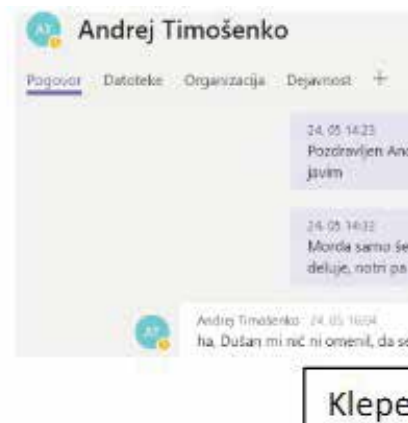 AT Andrej Timošenko
Pogovor Datoteke Organizacija Dejavnost +
24. 05 14:23
Pozdravljen And
javim
24. 05 14:32
Morda samo še
deluje, notri pa
AT Andrej Timošenko 24. 05 16:04
ha, Dušan mi nič ni omenil, da se
Klepe